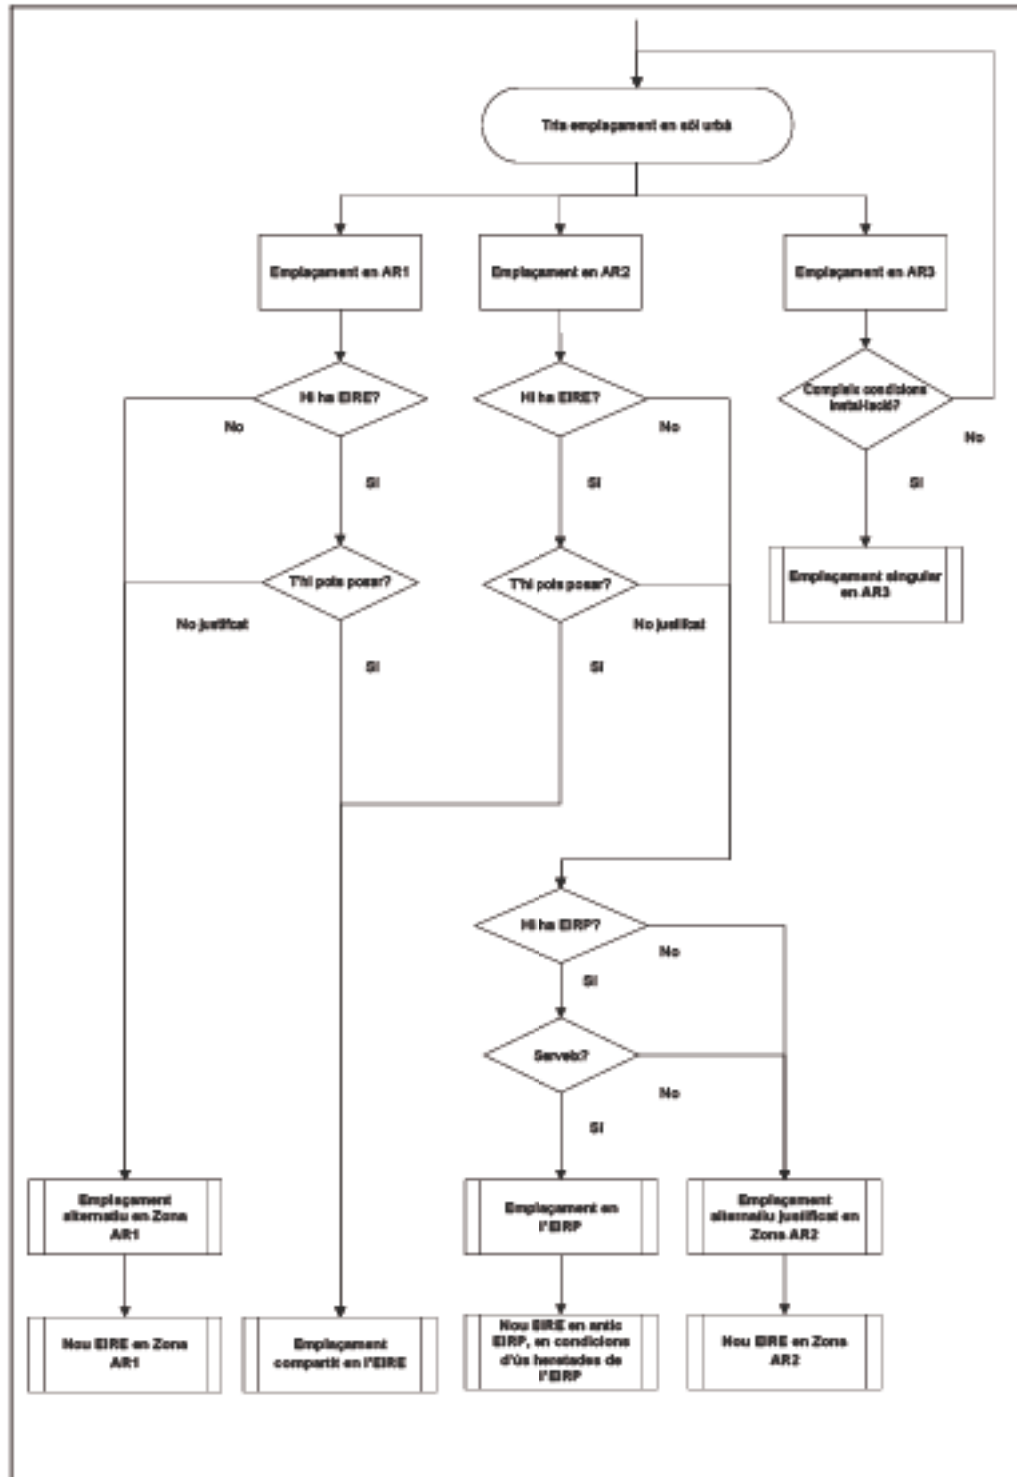 Tria emplaçament en sòl urbà
Emplaçament en AR1
Emplaçament en AR2
Emplaçament en AR3
Hi ha EIRE?
Hi ha EIRE?
Compleix condicions
instal·lació?
No
No
No
Sí
Sí
Sí
T'hi pots posar?
T'hi pots posar?
Emplaçament singular
en AR3
No justificat
No justificat
Sí
Sí
Hi ha EIRP?
No
Sí
Serveix?
No
Sí
Emplaçament
alternatiu en Zona
AR1
Emplaçament en
l'EIRP
Emplaçament
alternatiu justificat en
Zona AR2
Nou EIRE en Zona
AR1
Emplaçament
compartit en l'EIRE
Nou EIRE en antic
EIRP, en condicions
d'ús heretades de
l'EIRP
Nou EIRE en Zona
AR2